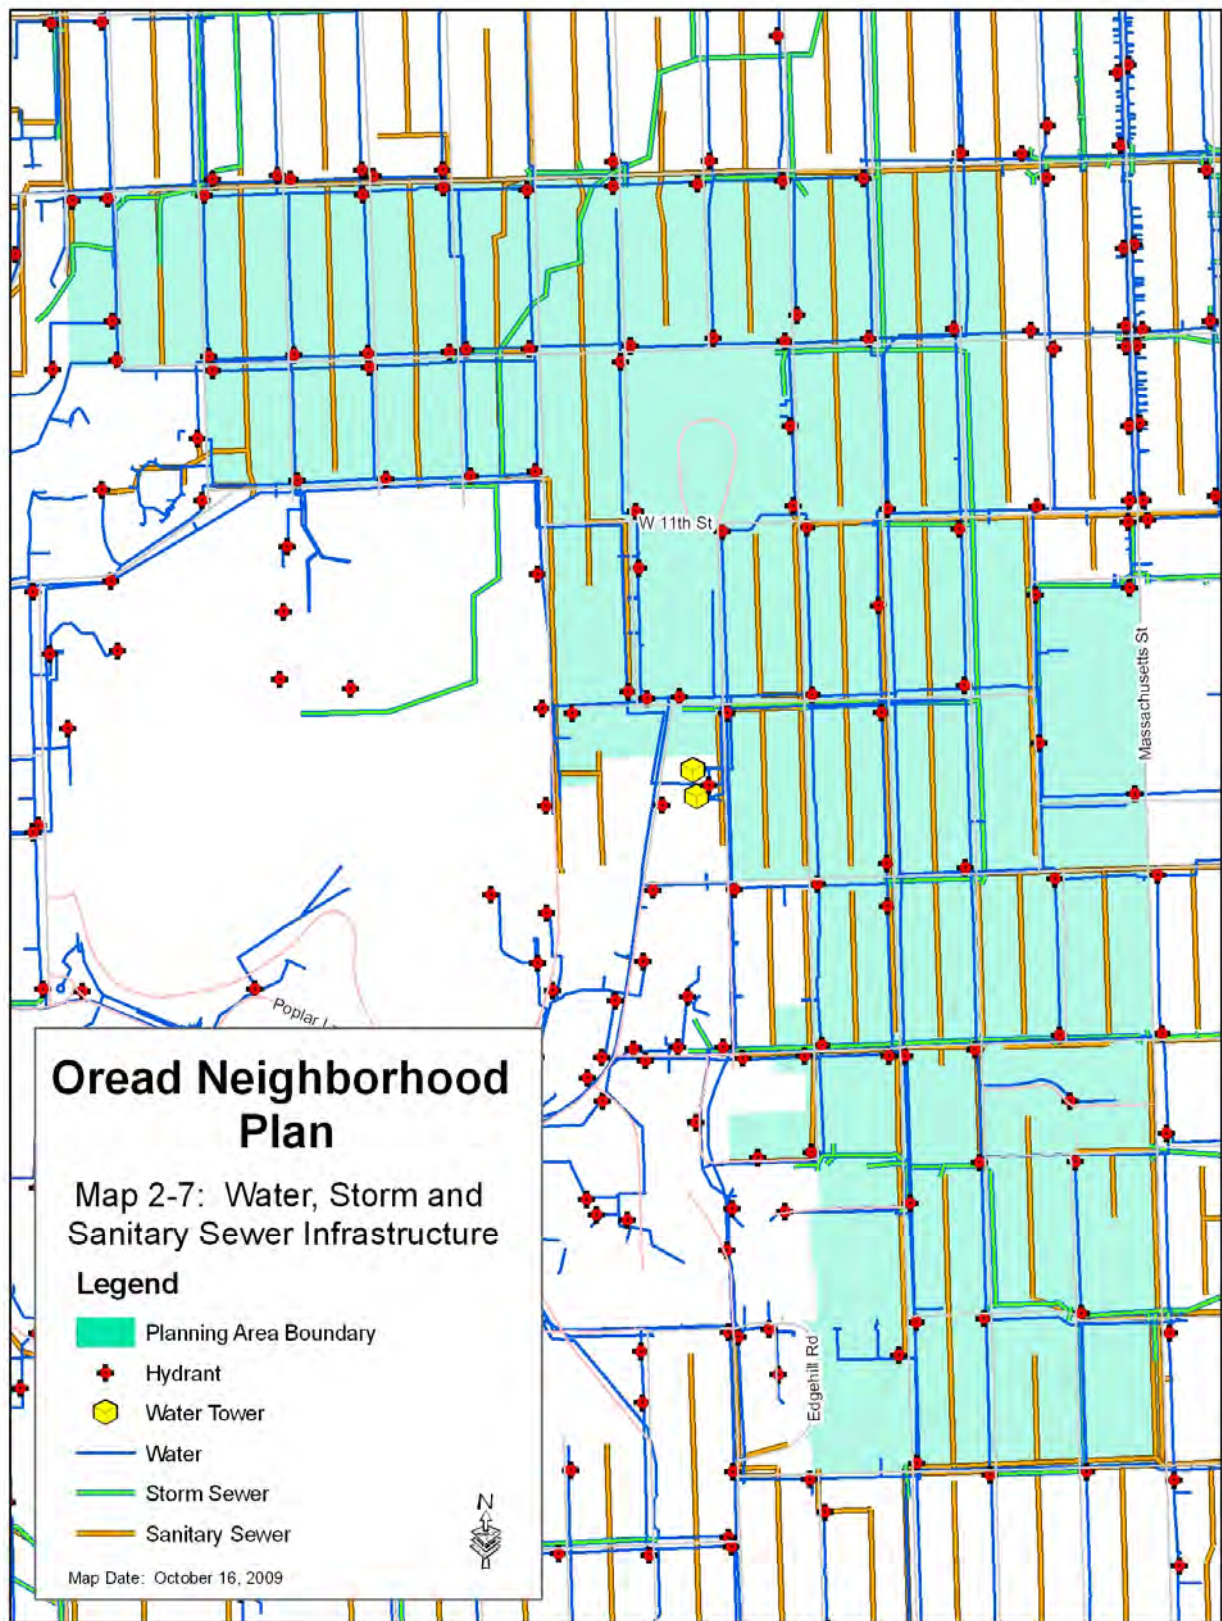 W 11th St
Massachusetts St
Poplar L
Edgehill Rd
Oread Neighborhood
Plan
Map 2-7: Water, Storm and
Sanitary Sewer Infrastructure
Legend
Planning Area Boundary
Hydrant
Water Tower
Water
Storm Sewer
Sanitary Sewer
N
Map Date: October 16, 2009